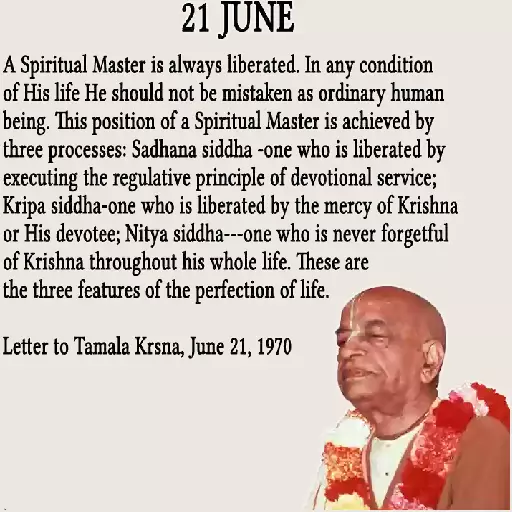 21 JUNE
A Spiritual Master is always liberated. In any condition
of His life He should not be mistaken as ordinary human
being. This position of a Spiritual Master is achieved by
three processes: Sadhana siddha -one who is liberated by
executing the regulative principle of devotional service;
Kripa siddha-one who is liberated by the mercy of Krishna
or His devotee; Nitya siddha---one who is never forgetful
of Krishna throughout his whole life. These are
the three features of the perfection of life.
Letter to Tamala Krsna, June 21, 1970